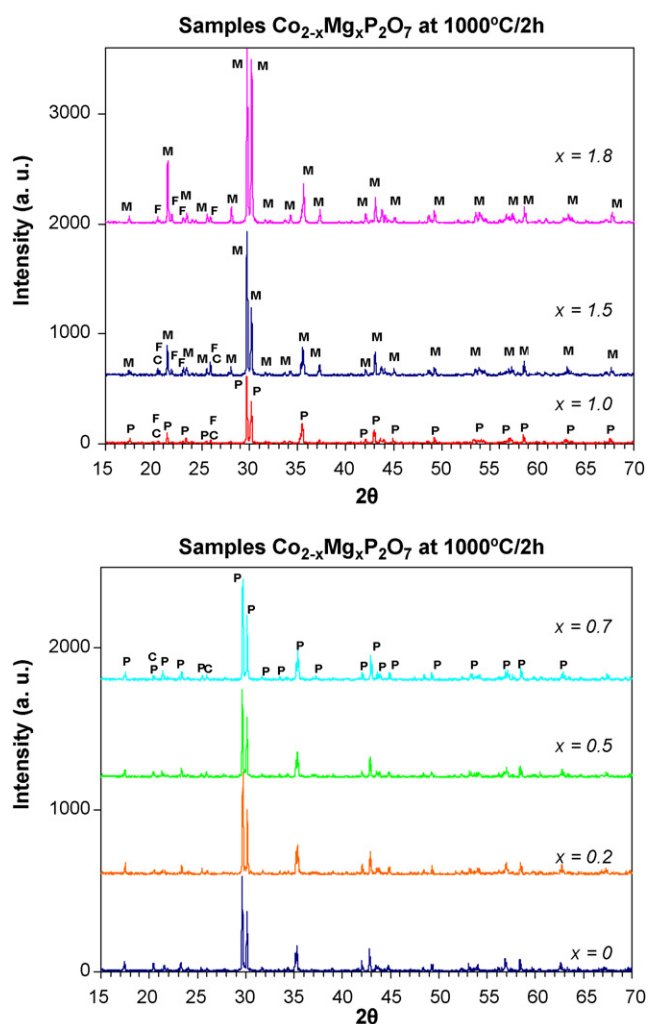 Samples Co₂₋ₓMgₓP₂O₇ at 1000ºC/2h
Intensity (a. u.)
3000
2000
1000
0
M M
M M
x = 1.8
M F F F M M F M M M M M M M M M M M M M
M M
x = 1.5
M F C M F F M M F C M M M M M M M M M M M M
P P
x = 1.0
P F C P P P F C P P P P P P P P P
15 20 25 30 35 40 45 50 55 60 65 70
2θ
Samples Co₂₋ₓMgₓP₂O₇ at 1000ºC/2h
Intensity (a. u.)
2000
1000
0
P P
x = 0.7
P C P P P P C P P P P P P P P P P P P
x = 0.5
x = 0.2
x = 0
15 20 25 30 35 40 45 50 55 60 65 70
2θ